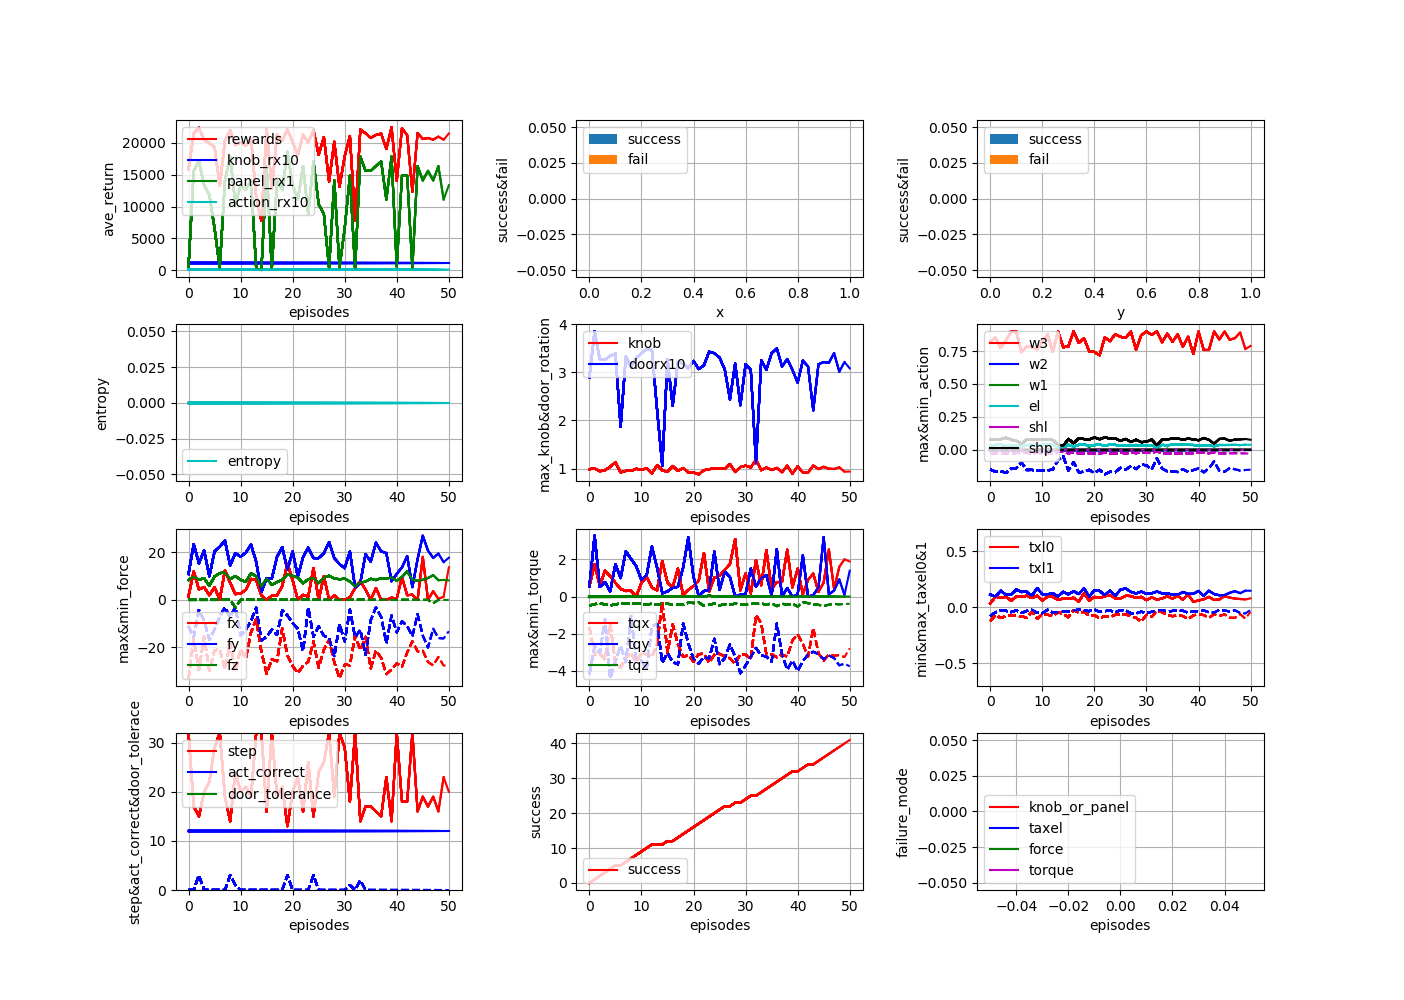 rewards
knob_rx10
panel_rx1
action_rx10
ave_return
20000
15000
10000
5000
0
0 10 20 30 40 50
episodes
success
fail
success&fail
0.050
0.025
0.000
−0.025
−0.050
0.0 0.2 0.4 0.6 0.8 1.0
x
success
fail
success&fail
0.050
0.025
0.000
−0.025
−0.050
0.0 0.2 0.4 0.6 0.8 1.0
y
entropy
0.050
0.025
0.000
−0.025
−0.050
entropy
0 10 20 30 40 50
episodes
max_knob&door_rotation
4
3
2
1
knob
doorx10
0 10 20 30 40 50
episodes
max&min_action
0.75
0.50
0.25
0.00
w3
w2
w1
el
shl
shp
0 10 20 30 40 50
episodes
max&min_force
20
0
−20
fx
fy
fz
0 10 20 30 40 50
episodes
max&min_torque
2
0
−2
−4
tqx
tqy
tqz
0 10 20 30 40 50
episodes
min&max_taxel0&1
0.5
0.0
−0.5
txl0
txl1
0 10 20 30 40 50
episodes
step&act_correct&door_tolerace
30
20
10
0
step
act_correct
door_tolerance
0 10 20 30 40 50
episodes
success
40
30
20
10
0
success
0 10 20 30 40 50
episodes
failure_mode
0.050
0.025
0.000
−0.025
−0.050
knob_or_panel
taxel
force
torque
−0.04 −0.02 0.00 0.02 0.04
episodes